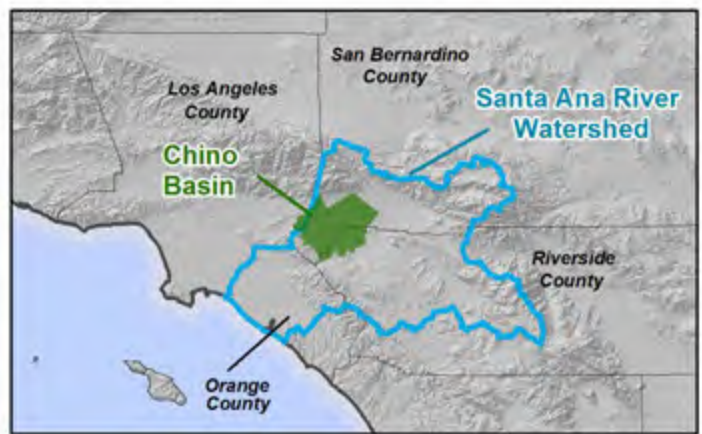 San Bernardino
County
Los Angeles
County
Santa Ana River
Watershed
Chino
Basin
Riverside
County
Orange
County